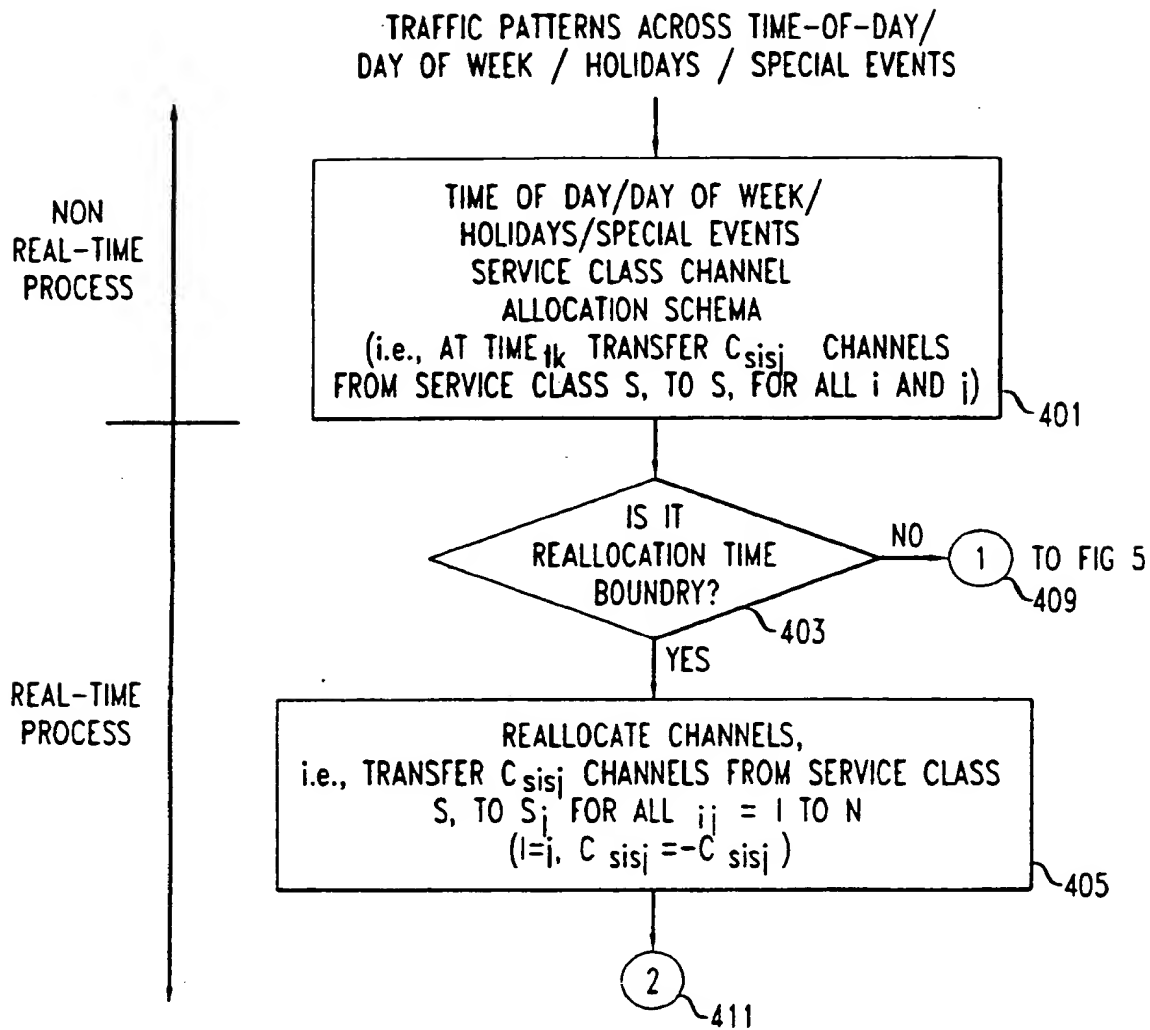 TRAFFIC PATTERNS ACROSS TIME-OF-DAY/
DAY OF WEEK / HOLIDAYS / SPECIAL EVENTS
NON
REAL-TIME
PROCESS
TIME OF DAY/DAY OF WEEK/
HOLIDAYS/SPECIAL EVENTS
SERVICE CLASS CHANNEL
ALLOCATION SCHEMA
(i.e., AT TIME tk TRANSFER C sisj CHANNELS
FROM SERVICE CLASS S, TO S, FOR ALL i AND j)
401
IS IT
REALLOCATION TIME
BOUNDRY?
403
NO
1
TO FIG 5
409
YES
REAL-TIME
PROCESS
REALLOCATE CHANNELS,
i.e., TRANSFER C sisj CHANNELS FROM SERVICE CLASS
S, TO S j FOR ALL ij = I TO N
(I=j, C sisj =-C sisj )
405
2
411